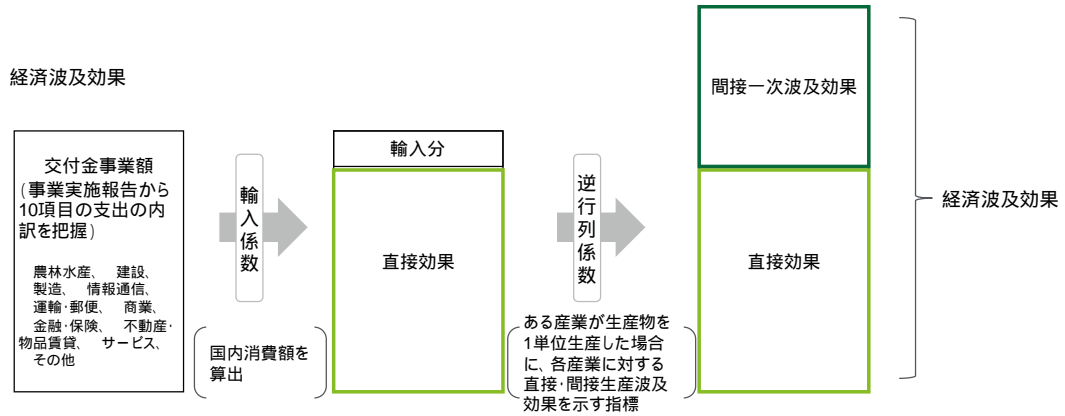 経済波及効果
交付金事業額
(事業実施報告から
10項目の支出の内
訳を把握)
農林水産、 建設、
製造、 情報通信、
運輸・郵便、 商業、
金融・保険、 不動産・
物品賃貸、 サービス、
その他
輸入係数
国内消費額を
算出
輸入分
直接効果
逆行列係数
ある産業が生産物を
1単位生産した場合
に、各産業に対する
直接・間接生産波及
効果を示す指標
間接一次波及効果
直接効果
経済波及効果